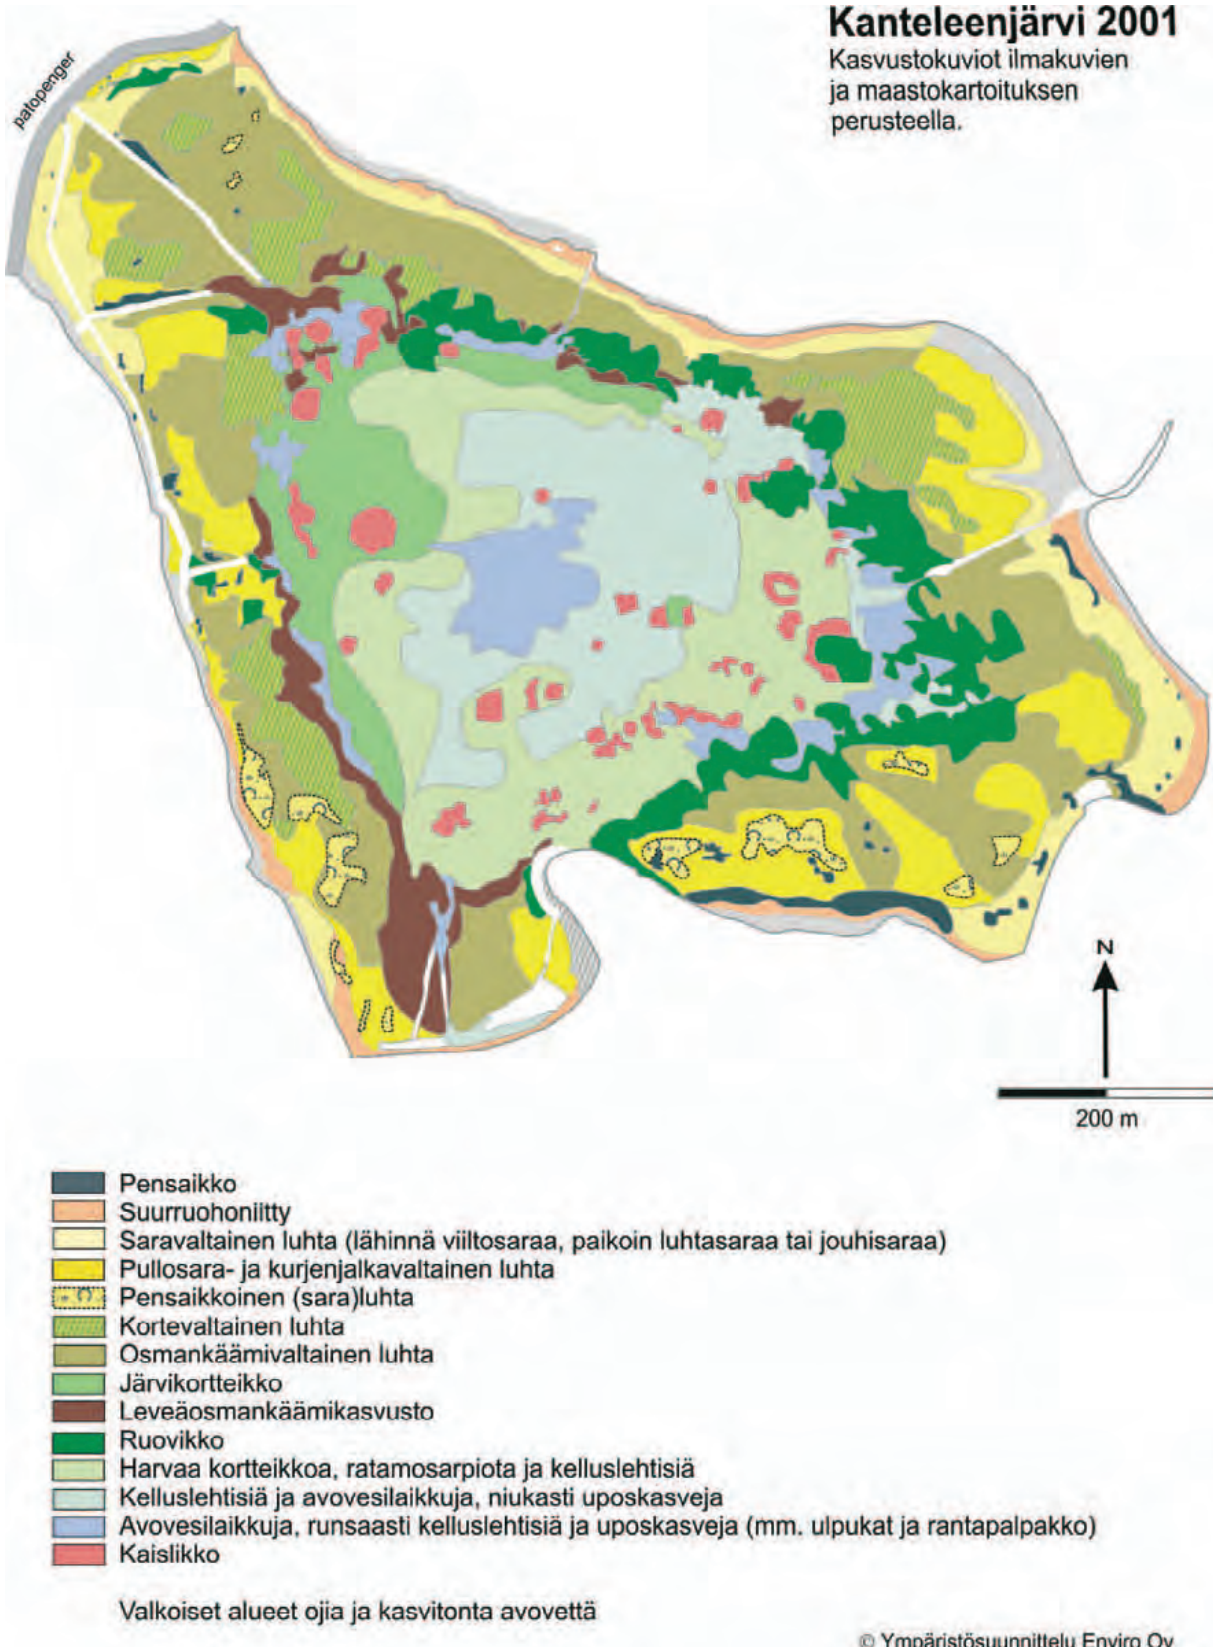 Kanteleenjärvi 2001
Kasvustokuviot ilmakuvien
ja maastokartoituksen
perusteella.
patopenger
N
200 m
Pensaikko
Suurruohoniitty
Saravaltainen luhta (lähinnä viiltosaraa, paikoin luhtasaraa tai jouhisaraa)
Pullosara- ja kurjenjalkavaltainen luhta
Pensaikkoinen (sara)luhta
Kortevaltainen luhta
Osmankäämivaltainen luhta
Järvikortteikko
Leveäosmankäämikasvusto
Ruovikko
Harvaa kortteikkoa, ratamosarpiota ja kelluslehtisiä
Kelluslehtisiä ja avovesilaikkuja, niukasti uposkasveja
Avovesilaikkuja, runsaasti kelluslehtisiä ja uposkasveja (mm. ulpukat ja rantapalpakko)
Kaislikko
Valkoiset alueet ojia ja kasvitonta avovettä
© Ympäristösuunnittelu Enviro Oy